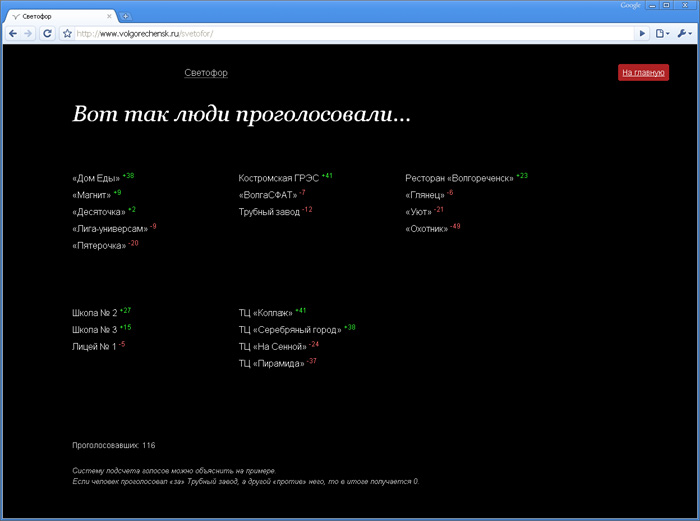 Google
Светофор
http://www.volgorechensk.ru/svetofor/
Светофор
На главную
Вот так люди проголосовали...
«Дом Еды» +38
«Магнит» +9
«Десяточка» +2
«Лига-универсам» -9
«Пятерочка» -20
Костромская ГРЭС +41
«ВолгаСФАТ» -7
Трубный завод -12
Ресторан «Волгореченск» +23
«Глянец» -6
«Уют» -21
«Охотник» -49
Школа № 2 +27
Школа № 3 +15
Лицей № 1 -5
ТЦ «Коллаж» +41
ТЦ «Серебряный город» +38
ТЦ «На Сенной» -24
ТЦ «Пирамида» -37
Проголосовавших: 116
Систему подсчета голосов можно объяснить на примере.
Если человек проголосовал «за» Трубный завод, а другой «против» него, то в итоге получается 0.